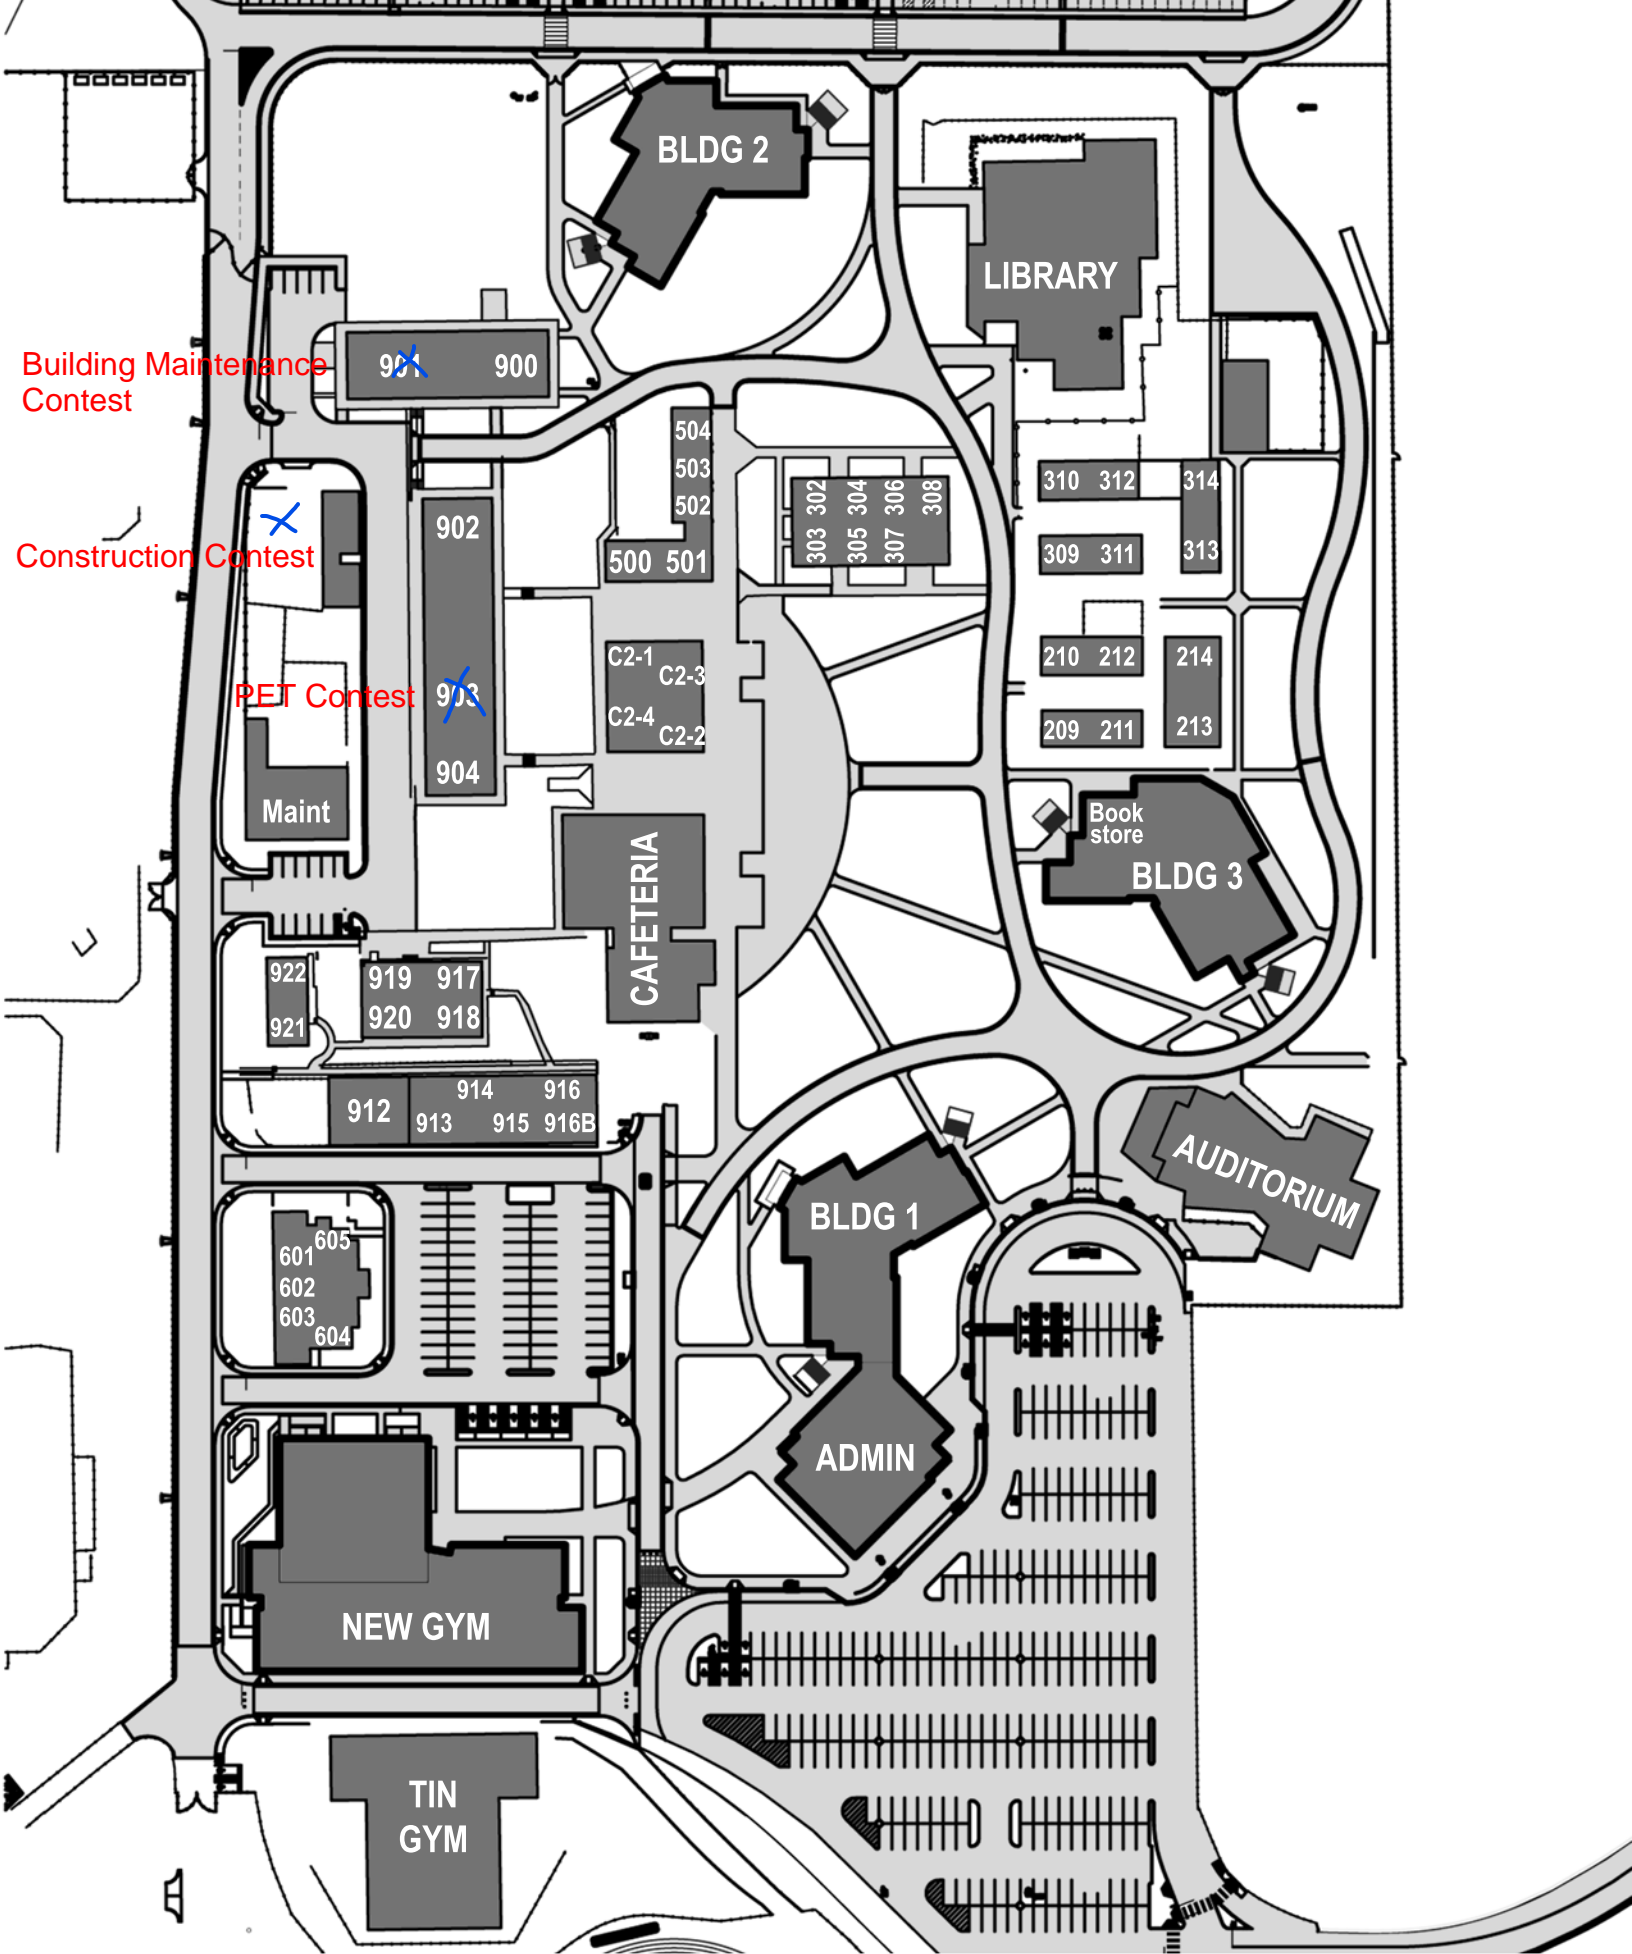 BLDG 2
LIBRARY
Building Maintenance
Contest
901 900
504
503
502
500 501
302 304 306 308
303 305 307
310 312
314
309 311
313
902
Construction Contest
C2-1
C2-3
C2-4
C2-2
210 212
214
209 211
213
PET Contest
903
904
Maint
Book
store
BLDG 3
CAFETERIA
922
921
919 917
920 918
912
914 916
913 915 916B
AUDITORIUM
BLDG 1
605
601
602
603
604
ADMIN
NEW GYM
TIN
GYM